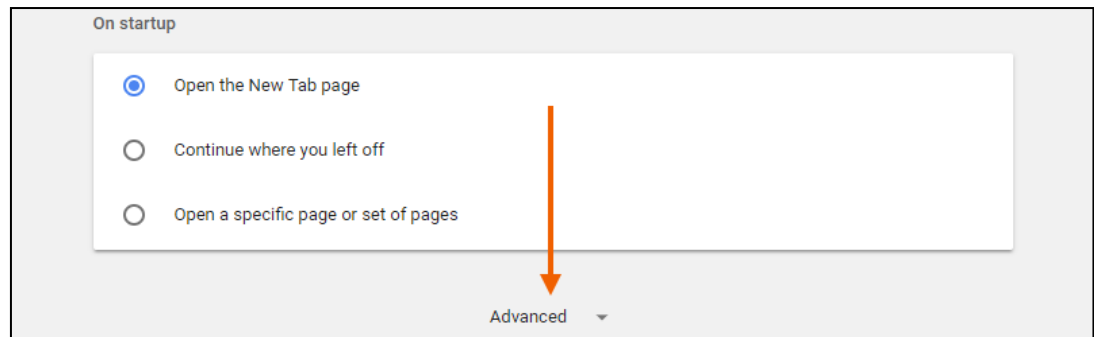 On startup
Open the New Tab page
Continue where you left off
Open a specific page or set of pages
Advanced